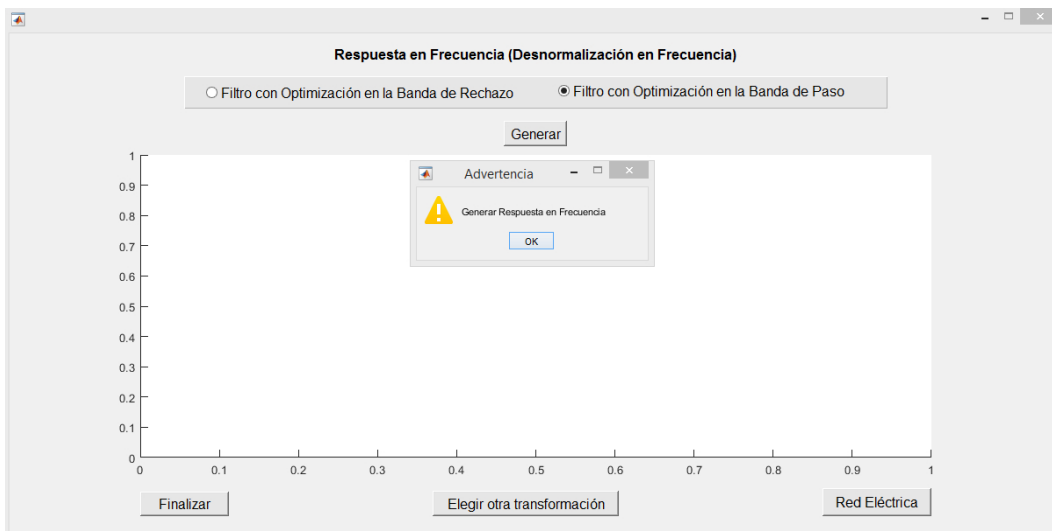 Respuesta en Frecuencia (Desnormalización en Frecuencia)
Filtro con Optimización en la Banda de Rechazo
Filtro con Optimización en la Banda de Paso
Generar
Advertencia
Generar Respuesta en Frecuencia
OK
1
0.9
0.8
0.7
0.6
0.5
0.4
0.3
0.2
0.1
0
0 0.1 0.2 0.3 0.4 0.5 0.6 0.7 0.8 0.9 1
Finalizar
Elegir otra transformación
Red Eléctrica